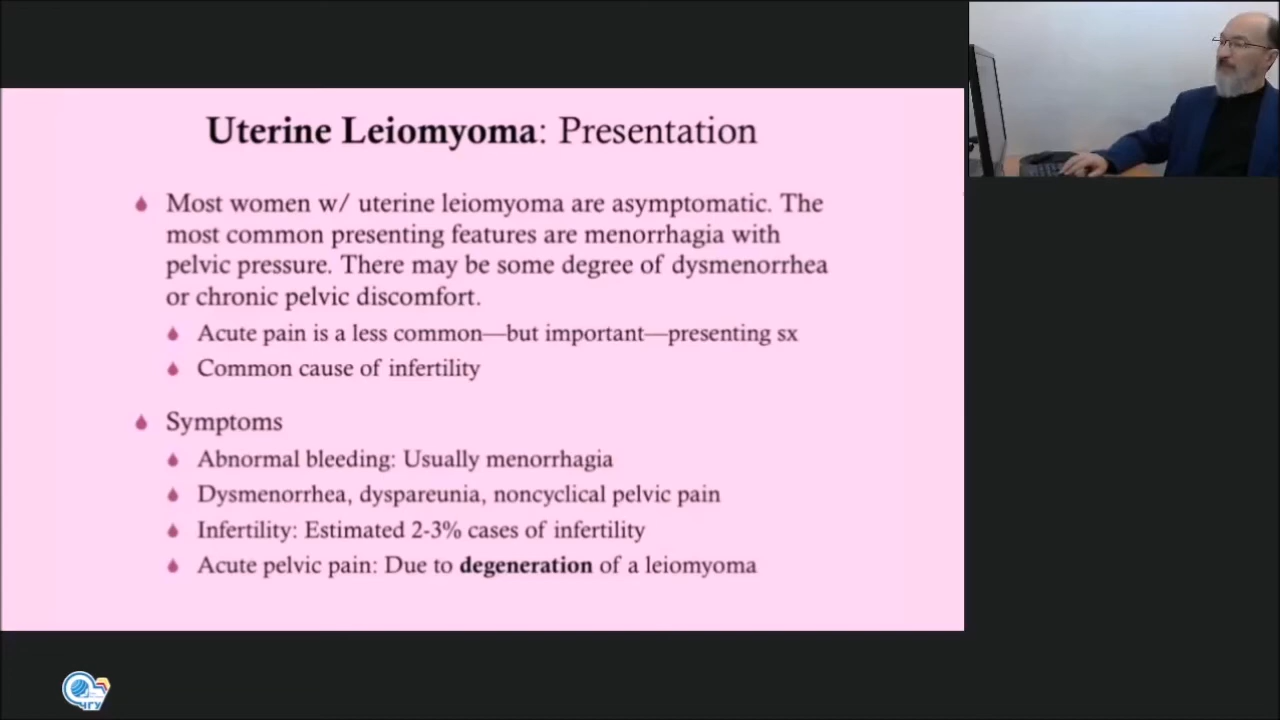 Uterine Leiomyoma: Presentation
Most women w/ uterine leiomyoma are asymptomatic. The
most common presenting features are menorrhagia with
pelvic pressure. There may be some degree of dysmenorrhea
or chronic pelvic discomfort.
Acute pain is a less common—but important—presenting sx
Common cause of infertility
Symptoms
Abnormal bleeding: Usually menorrhagia
Dysmenorrhea, dyspareunia, noncyclical pelvic pain
Infertility: Estimated 2-3% cases of infertility
Acute pelvic pain: Due to degeneration of a leiomyoma
ЧГУ